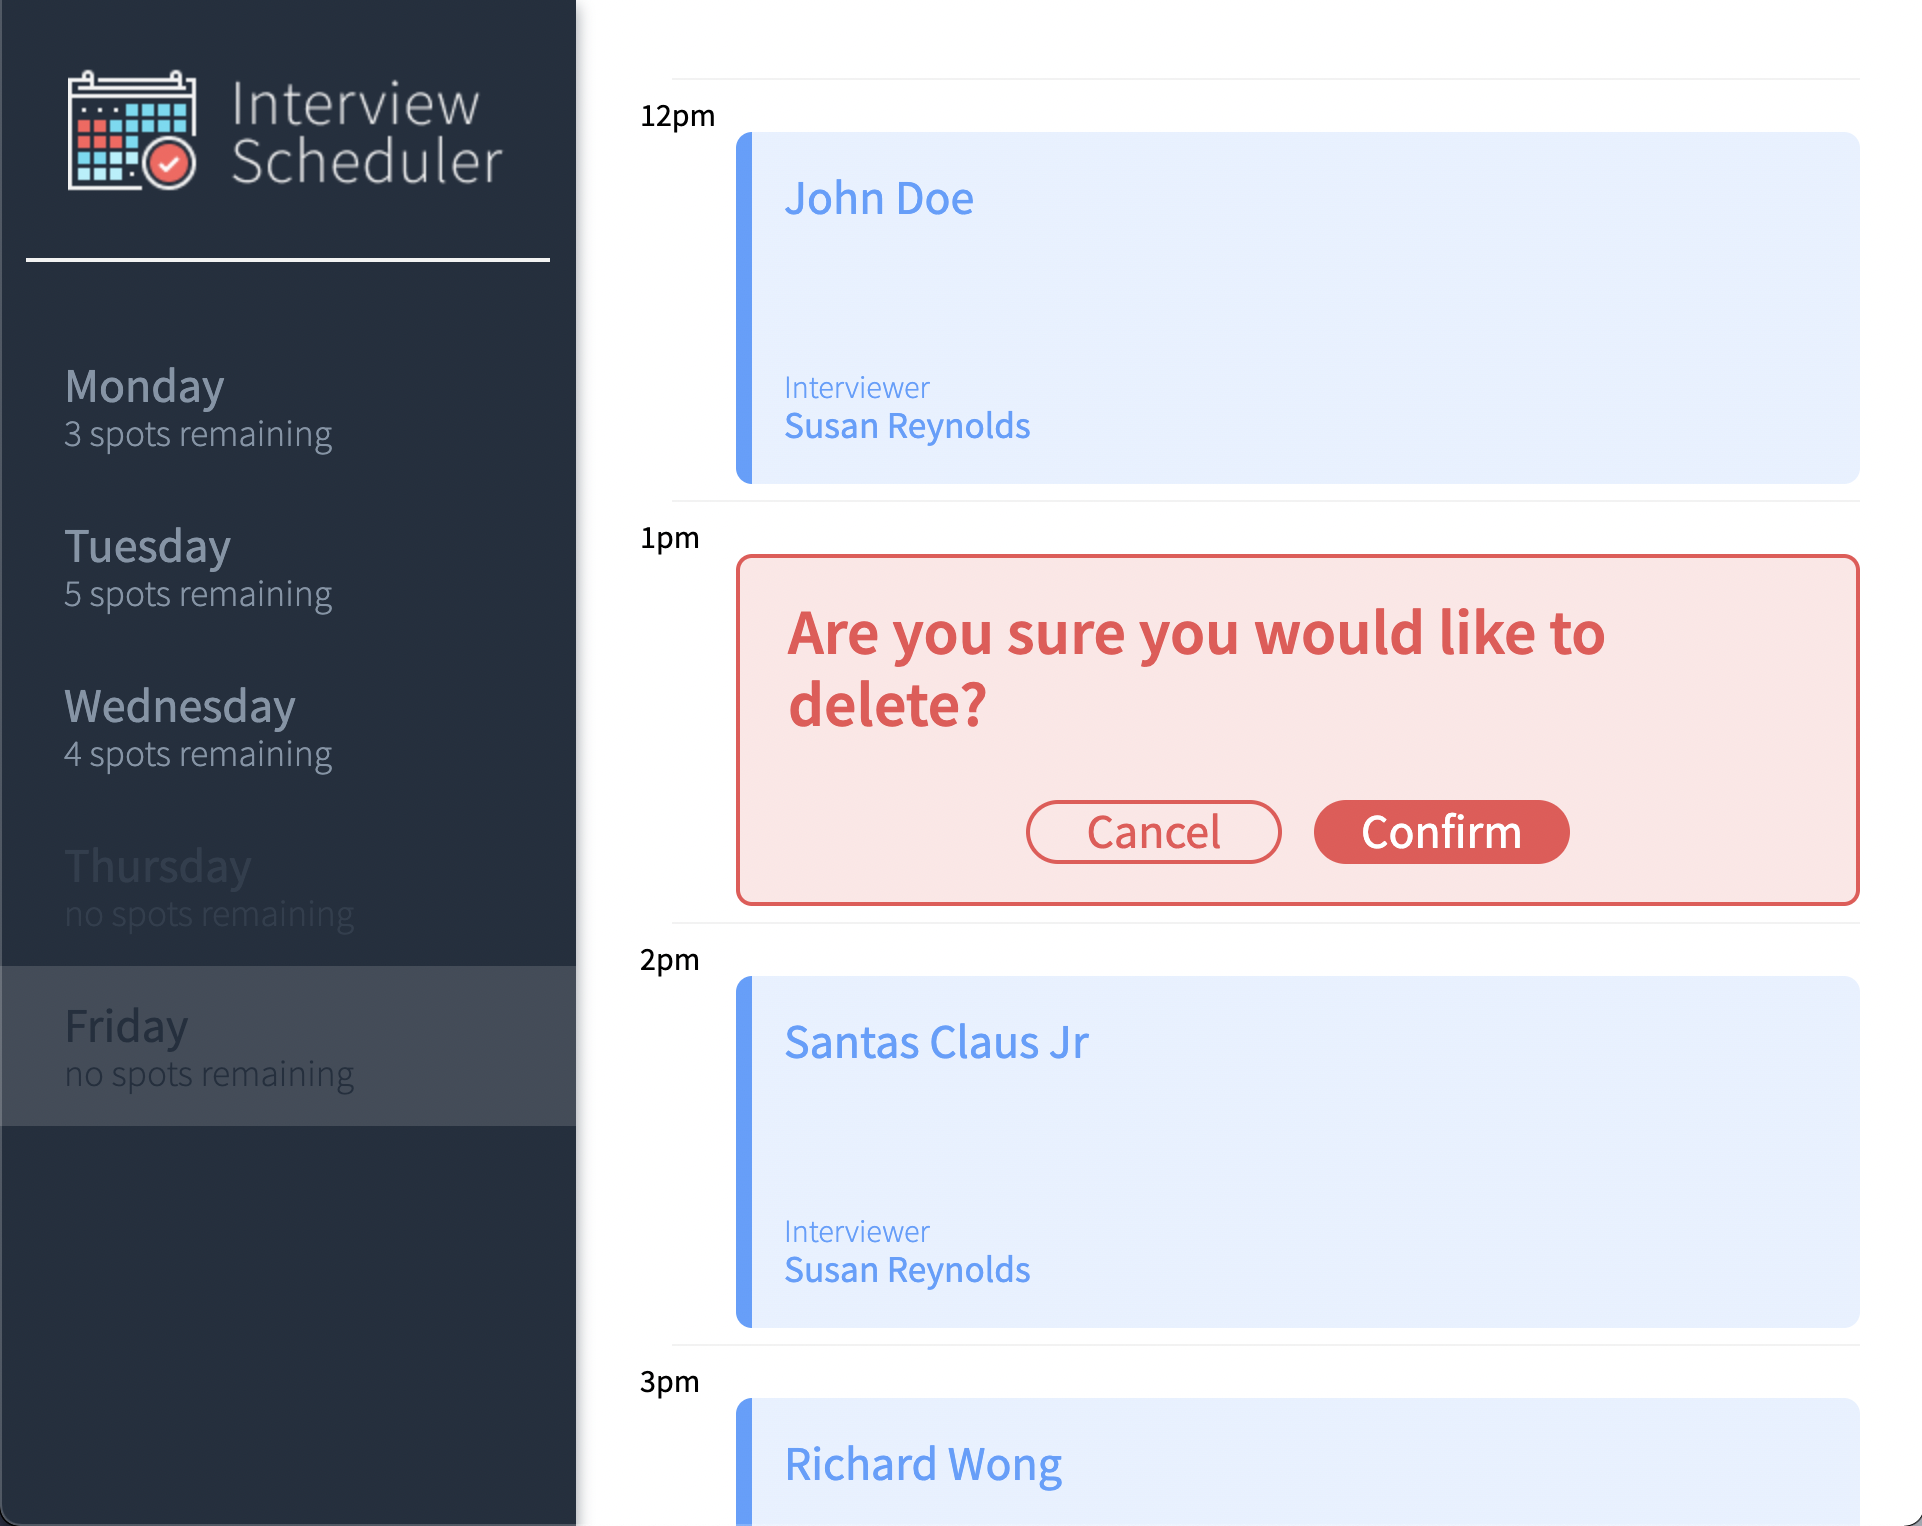 Interview
Scheduler
Monday
3 spots remaining
Tuesday
5 spots remaining
Wednesday
4 spots remaining
Thursday
no spots remaining
Friday
no spots remaining
12pm
John Doe
Interviewer
Susan Reynolds
1pm
Are you sure you would like to
delete?
Cancel
Confirm
2pm
Santas Claus Jr
Interviewer
Susan Reynolds
3pm
Richard Wong